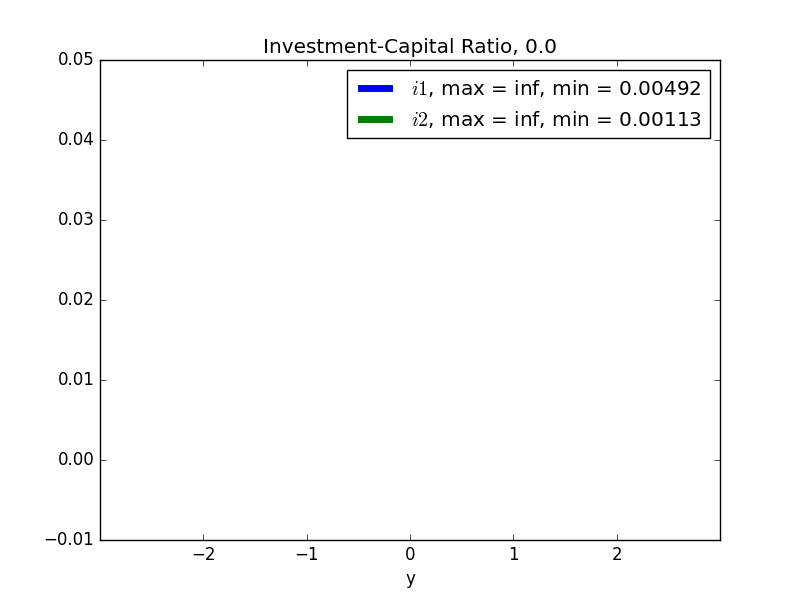 Investment-Capital Ratio, 0.0
i1, max = inf, min = 0.00492
i2, max = inf, min = 0.00113
0.05
0.04
0.03
0.02
0.01
0.00
−0.01
−2 −1 0 1 2
y